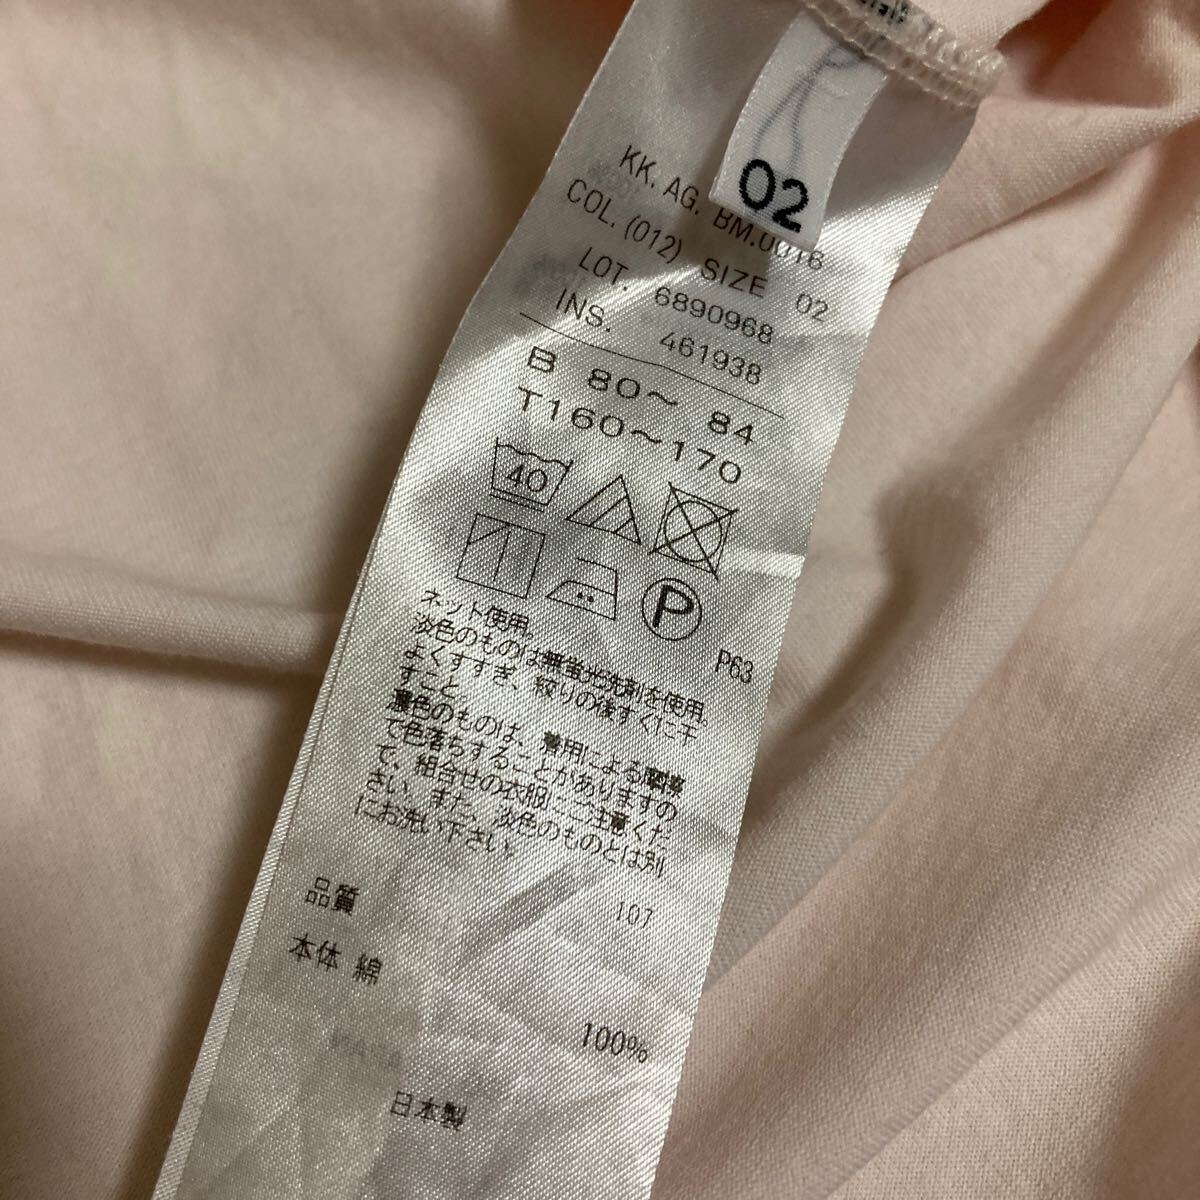 02
KK. AG. BM.0016
COL. (012) SIZE 02
LOT. 6890968
INS. 461938
B 80～ 84
T160～170
40
P
P63
ネット使用。
淡色のものは無蛍光洗剤を使用。
よくすすぎ、絞りの後すぐに干
すこと。
濃色のものは、着用による摩擦
で色落ちすることがありますの
で、組合せの衣服にご注意くだ
さい。また、淡色のものとは別
にお洗い下さい。
107
品質
本体 綿
100%
日本製